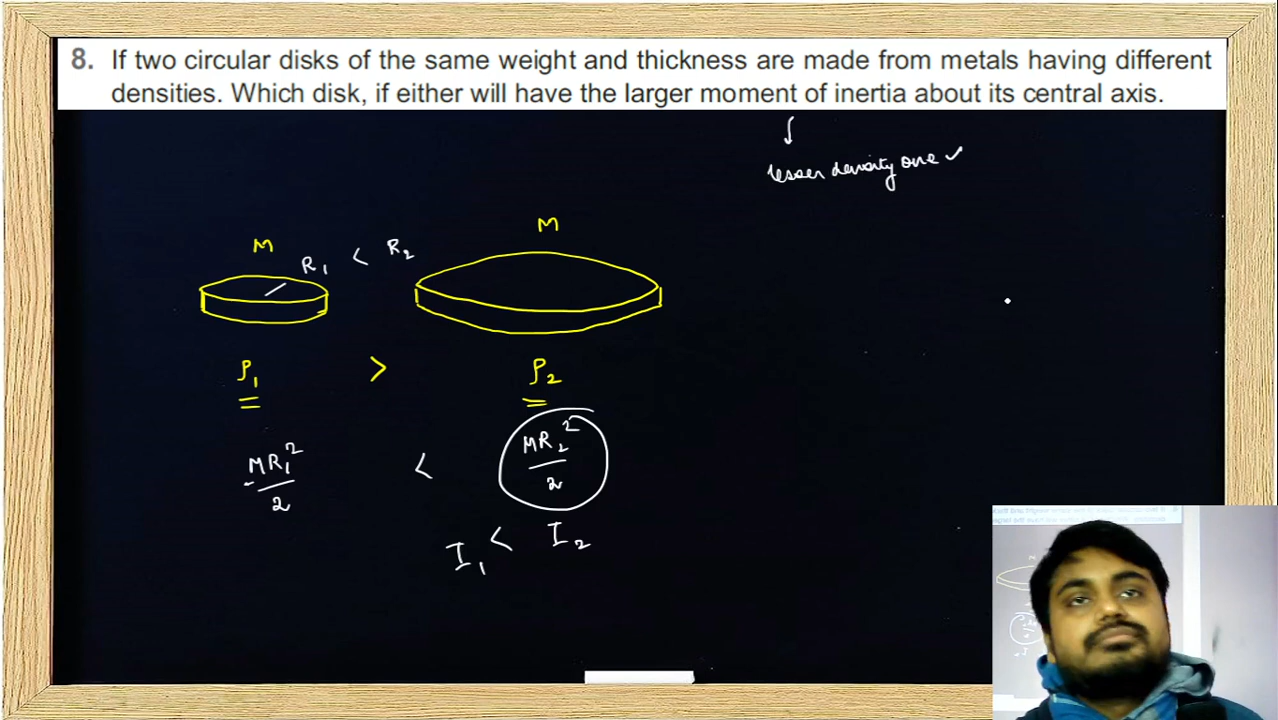 8. If two circular disks of the same weight and thickness are made from metals having different
densities. Which disk, if either will have the larger moment of inertia about its central axis.
lesser density one ✓
M
M
R₁ < R₂
ρ₁ > ρ₂
MR₁²/2 < MR₂²/2
I₁ < I₂